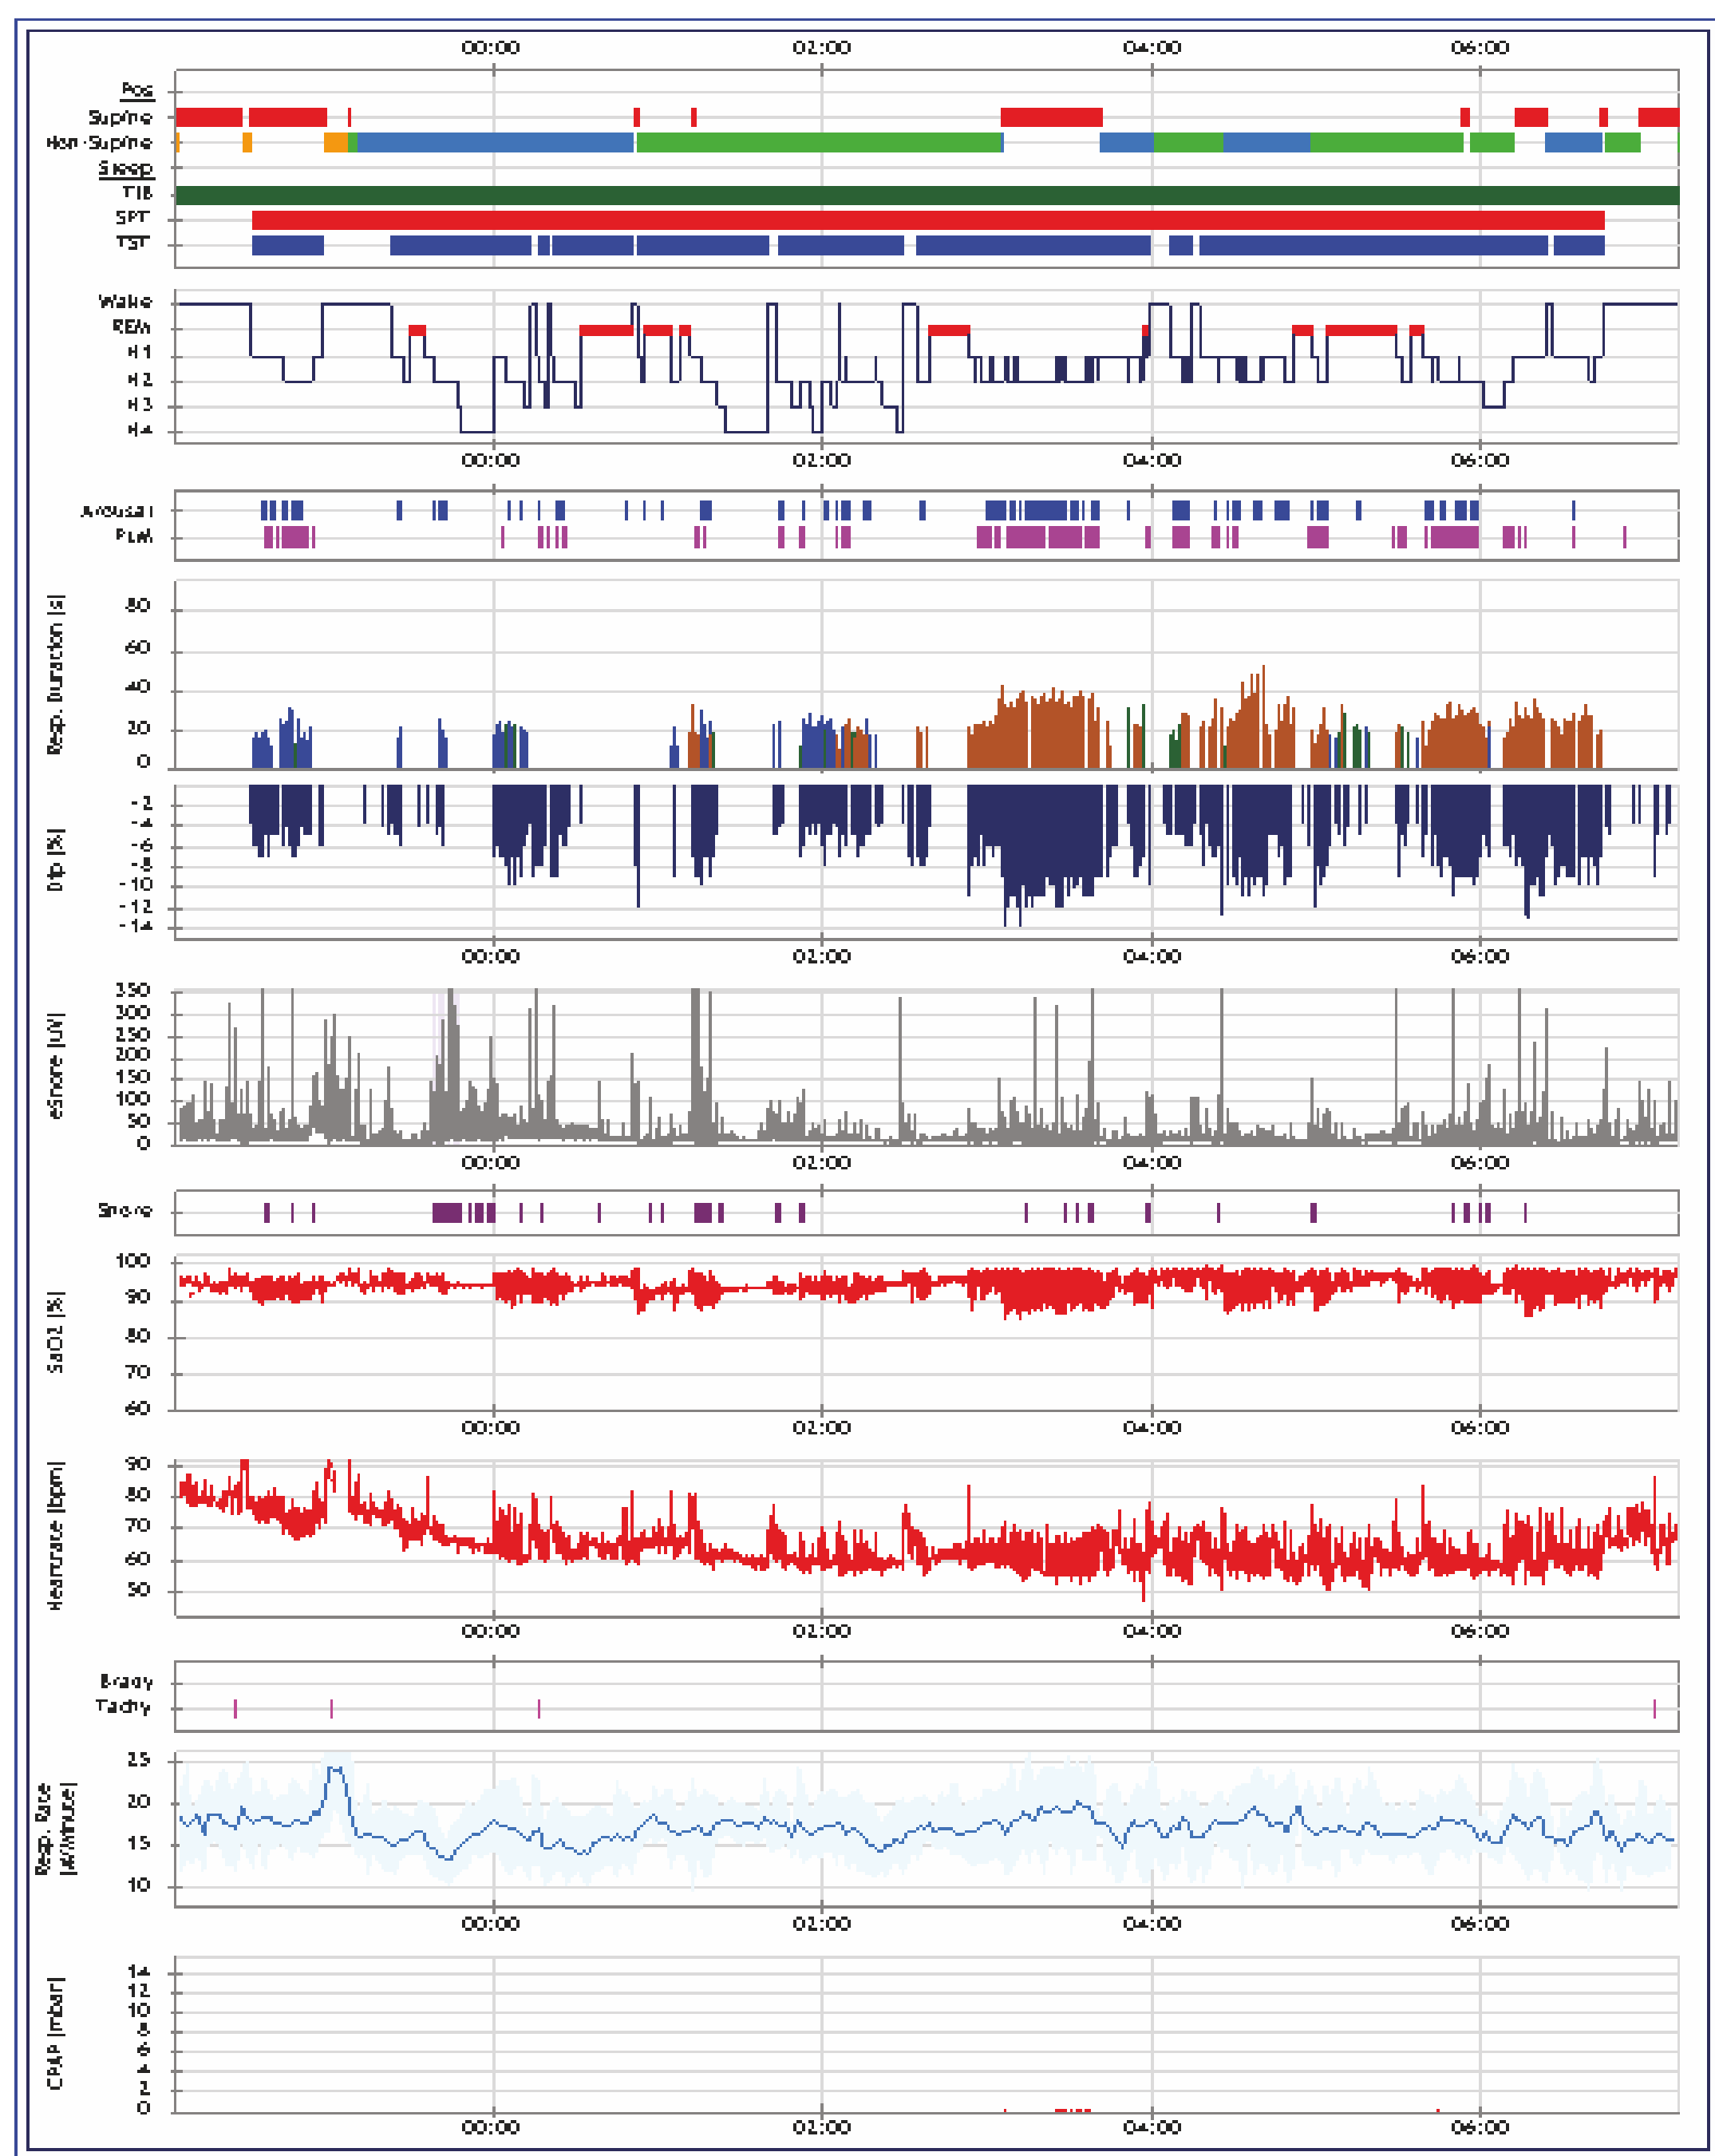 00:00 02:00 04:00 06:00
Pos
Supine
Non-Supine
Sleep
TIB
SPT
TST
Wake
REM
N1
N2
N3
N4
00:00 02:00 04:00 06:00
Arousal
PLM
Resp. Duration [s]
80
60
40
20
0
Dip [%]
-2
-4
-6
-8
-10
-12
-14
00:00 02:00 04:00 06:00
eSnore [uV]
350
300
250
200
150
100
50
0
00:00 02:00 04:00 06:00
Snore
SaO2 [%]
100
90
80
70
60
00:00 02:00 04:00 06:00
Heartrate [bpm]
90
80
70
60
50
00:00 02:00 04:00 06:00
Brady
Tachy
Resp. Rate
25
20
15
10
00:00 02:00 04:00 06:00
CPAP [mbar]
14
12
10
8
6
4
2
0
00:00 02:00 04:00 06:00